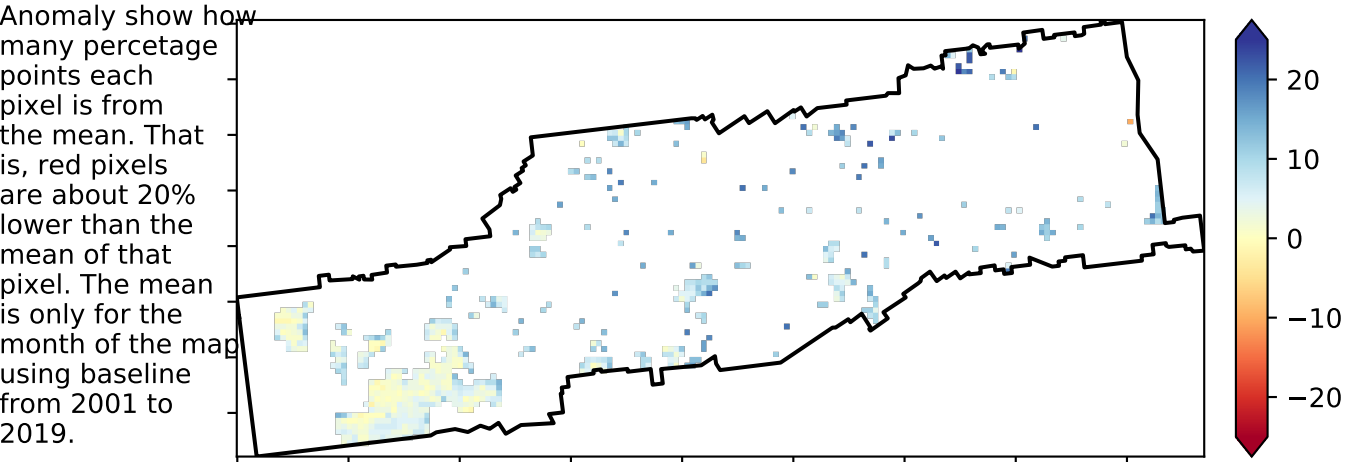 Anomaly show how
many percetage
points each
pixel is from
the mean. That
is, red pixels
are about 20%
lower than the
mean of that
pixel. The mean
is only for the
month of the map
using baseline
from 2001 to
2019.
20
10
0
−10
−20